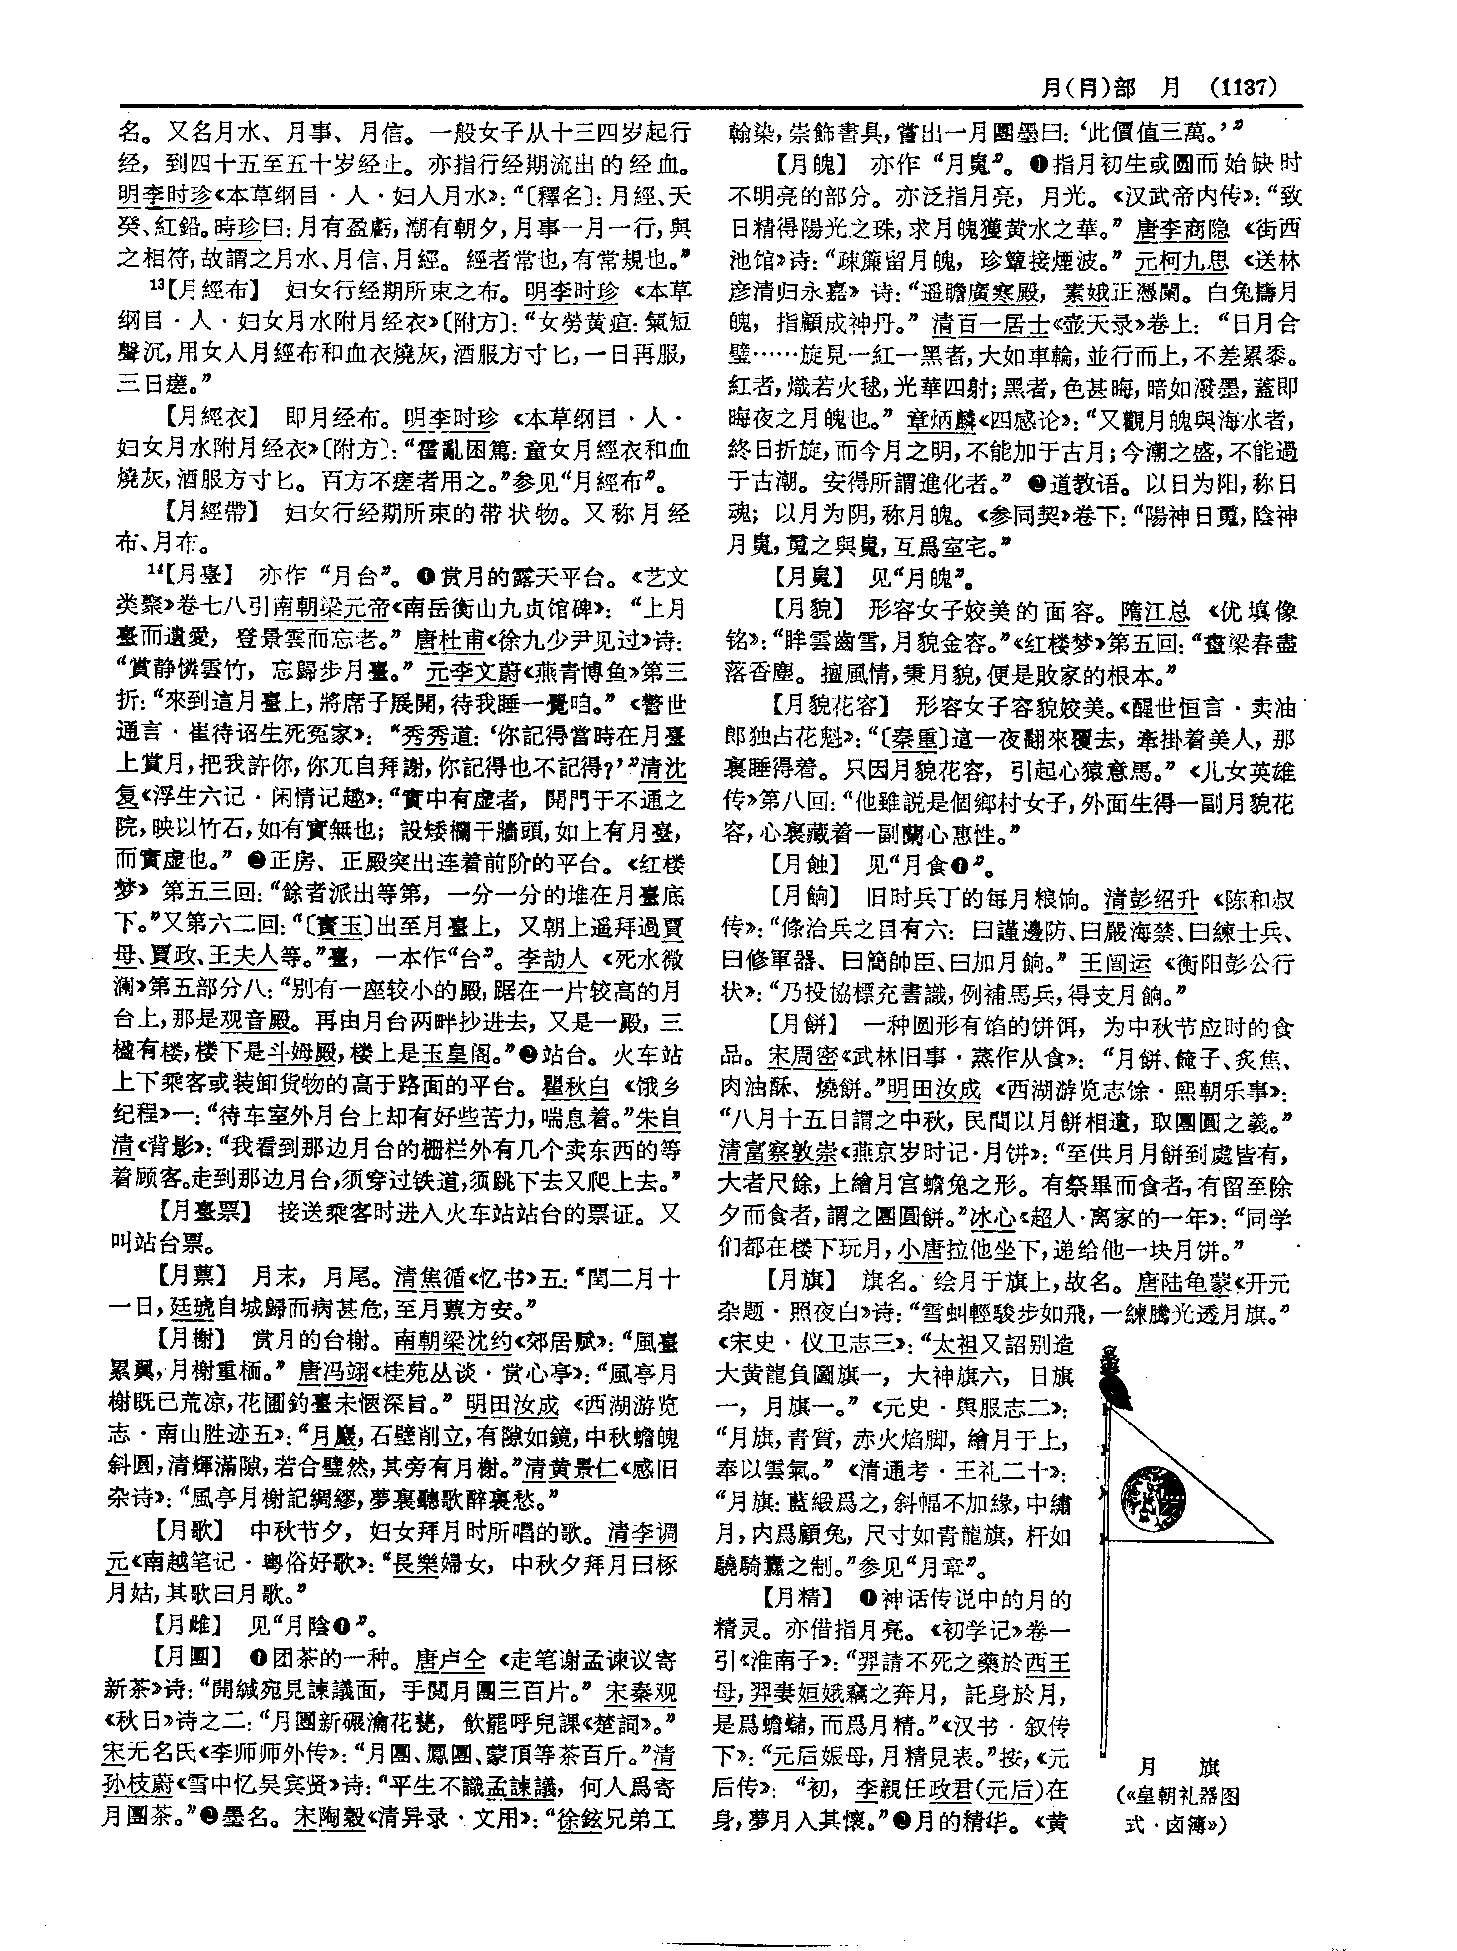 月(⺝)部　月　(1137)
名。又名月水、月事、月信。一般女子从十三四岁起行
经，到四十五至五十岁经止。亦指行经期流出的经血。
明李时珍《本草纲目·人·妇人月水》：“〔釋名〕：月經、天
癸、紅鉛。時珍曰：月有盈虧，潮有朝夕，月事一月一行，與
之相符，故謂之月水、月信、月經。經者常也，有常規也。”
13【月經布】　妇女行经期所束之布。明李时珍《本草
纲目·人·妇女月水附月经衣》〔附方〕：“女勞黄疸：氣短
聲沉，用女人月經布和血衣燒灰，酒服方寸匕，一日再服，
三日瘥。”
【月經衣】　即月经布。明李时珍《本草纲目·人·
妇女月水附月经衣》〔附方〕：“霍亂困篤：童女月經衣和血
燒灰，酒服方寸匕。百方不瘥者用之。”参见“月經布”。
【月經帶】　妇女行经期所束的带状物。又称月经
布、月布。
14【月臺】　亦作“月台”。❶赏月的露天平台。《艺文
类聚》卷七八引南朝梁元帝《南岳衡山九贞馆碑》：“上月
臺而遺愛，登景雲而忘老。”唐杜甫《徐九少尹见过》诗：
“賞静憐雲竹，忘歸步月臺。”元李文蔚《燕青博鱼》第三
折：“來到這月臺上，將席子展開，待我睡一覺咱。”《警世
通言·崔待诏生死冤家》：“秀秀道：‘你記得當時在月臺
上賞月，把我許你，你兀自拜謝，你記得也不記得？’”清沈
复《浮生六记·闲情记趣》：“實中有虚者，開門于不通之
院，映以竹石，如有實無也；設矮欄干牆頭，如上有月臺，
而實虚也。”❷正房、正殿突出连着前阶的平台。《红楼
梦》第五三回：“餘者派出等第，一分一分的堆在月臺底
下。”又第六二回：“〔寶玉〕出至月臺上，又朝上遥拜過賈
母、賈政、王夫人等。”臺，一本作“台”。李劼人《死水微
澜》第五部分八：“别有一座较小的殿，踞在一片较高的月
台上，那是观音殿。再由月台两畔抄进去，又是一殿，三
楹有楼，楼下是斗姆殿，楼上是玉皇阁。”❸站台。火车站
上下乘客或装卸货物的高于路面的平台。瞿秋白《饿乡
纪程》一：“待车室外月台上却有好些苦力，喘息着。”朱自
清《背影》：“我看到那边月台的栅栏外有几个卖东西的等
着顾客。走到那边月台，须穿过铁道，须跳下去又爬上去。”
【月臺票】　接送乘客时进入火车站站台的票证。又
叫站台票。
【月䔾】　月末，月尾。清焦循《忆书》五：“閏二月十
一日，廷琥自城歸而病甚危，至月䔾方安。”
【月榭】　赏月的台榭。南朝梁沈约《郊居赋》：“風臺
累翼，月榭重栭。”唐冯翊《桂苑丛谈·赏心亭》：“風亭月
榭既已荒凉，花圃釣臺未愜深旨。”明田汝成《西湖游览
志·南山胜迹五》：“月巖，石壁削立，有隙如鏡，中秋蟾魄
斜圓，清輝滿隙，若合璧然，其旁有月榭。”清黄景仁《感旧
杂诗》：“風亭月榭記綢繆，夢裏聽歌醉裏愁。”
【月歌】　中秋节夕，妇女拜月时所唱的歌。清李调
元《南越笔记·粤俗好歌》：“長樂婦女，中秋夕拜月曰椓
月姑，其歌曰月歌。”
【月雌】　见“月陰❶”。
【月團】　❶团茶的一种。唐卢仝《走笔谢孟谏议寄
新茶》诗：“開緘宛見諫議面，手閲月團三百片。”宋秦观
《秋日》诗之二：“月團新碾瀹花甆，飲罷呼兒課《楚詞》。”
宋无名氏《李师师外传》：“月團、鳳團、蒙頂等茶百斤。”清
孙枝蔚《雪中忆吴宾贤》诗：“平生不識孟諫議，何人爲寄
月團茶。”❷墨名。宋陶穀《清异录·文用》：“徐鉉兄弟工
翰染，崇飾書具，嘗出一月團墨曰：‘此價值三萬。’”
【月魄】　亦作“月䰟”。❶指月初生或圆而始缺时
不明亮的部分。亦泛指月亮，月光。《汉武帝内传》：“致
日精得陽光之珠，求月魄獲黄水之華。”唐李商隐《街西
池馆》诗：“疎簾留月魄，珍簟接煙波。”元柯九思《送林
彦清归永嘉》诗：“遥瞻廣寒殿，素娥正憑闌。白兔擣月
魄，指顧成神丹。”清百一居士《壶天录》卷上：“日月合
璧……旋見一紅一黑者，大如車輪，並行而上，不差累黍。
紅者，熾若火毬，光華四射；黑者，色甚晦，暗如潑墨，蓋即
晦夜之月魄也。”章炳麟《四惑论》：“又觀月魄與海水者，
終日折旋，而今月之明，不能加于古月；今潮之盛，不能過
于古潮。安得所謂進化者。”❷道教语。以日为阳，称日
魂；以月为阴，称月魄。《参同契》卷下：“陽神日䰟，陰神
月㿟，䰟之與㿟，互爲室宅。”
【月㿟】　见“月魄”。
【月貌】　形容女子姣美的面容。隋江总《优填像
铭》：“眸雲齒雪，月貌金容。”《红楼梦》第五回：“畫梁春盡
落香塵。擅風情，秉月貌，便是敗家的根本。”
【月貌花容】　形容女子容貌姣美。《醒世恒言·卖油
郎独占花魁》：“〔秦重〕這一夜翻來覆去，牽掛着美人，那
裏睡得着。只因月貌花容，引起心猿意馬。”《儿女英雄
传》第八回：“他雖説是個鄉村女子，外面生得一副月貌花
容，心裏藏着一副蘭心惠性。”
【月蝕】　见“月食❶”。
【月餉】　旧时兵丁的每月粮饷。清彭绍升《陈和叔
传》：“條治兵之目有六：曰謹邊防、曰嚴海禁、曰練士兵、
曰修軍器、曰簡帥臣、曰加月餉。”王闿运《衡阳彭公行
状》：“乃投協標充書識，例補馬兵，得支月餉。”
【月餅】　一种圆形有馅的饼饵，为中秋节应时的食
品。宋周密《武林旧事·蒸作从食》：“月餅、䭔子、炙焦、
肉油酥、燒餅。”明田汝成《西湖游览志馀·熙朝乐事》：
“八月十五日謂之中秋，民間以月餅相遺，取團圓之義。”
清富察敦崇《燕京岁时记·月饼》：“至供月月餅到處皆有，
大者尺餘，上繪月宫蟾兔之形。有祭畢而食者，有留至除
夕而食者，謂之團圓餅。”冰心《超人·离家的一年》：“同学
们都在楼下玩月，小唐拉他坐下，递给他一块月饼。”
【月旗】　旗名。绘月于旗上，故名。唐陆龟蒙《开元
杂题·照夜白》诗：“雪虯輕駿步如飛，一練騰光透月旗。”
《宋史·仪卫志三》：“太祖又詔别造
大黄龍負圖旗一，大神旗六，日旗
一，月旗一。”《元史·舆服志二》：
“月旗，青質，赤火焰脚，繪月于上，
奉以雲氣。”《清通考·王礼二十》：
“月旗：藍緞爲之，斜幅不加緣，中繡
月，内爲顧兔，尺寸如青龍旗，杆如
驍騎纛之制。”参见“月章”。
【月精】　❶神话传说中的月的
精灵。亦借指月亮。《初学记》卷一
引《淮南子》：“羿請不死之藥於西王
母，羿妻姮娥竊之奔月，託身於月，
是爲蟾蠩，而爲月精。”《汉书·叙传
下》：“元后娠母，月精見表。”按，《元
后传》：“初，李親任政君(元后)在
身，夢月入其懷。”❷月的精华。《黄
月　旗
(《皇朝礼器图
式·卤簿》)